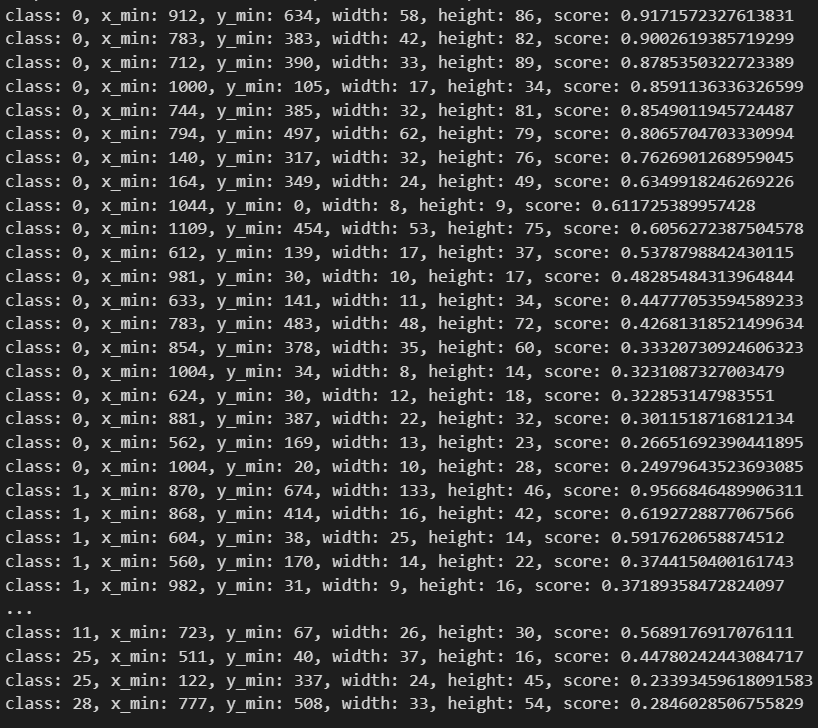 class: 0, x_min: 912, y_min: 634, width: 58, height: 86, score: 0.9171572327613831
class: 0, x_min: 783, y_min: 383, width: 42, height: 82, score: 0.9002619385719299
class: 0, x_min: 712, y_min: 390, width: 33, height: 89, score: 0.8785350322723389
class: 0, x_min: 1000, y_min: 105, width: 17, height: 34, score: 0.8591136336326599
class: 0, x_min: 744, y_min: 385, width: 32, height: 81, score: 0.8549011945724487
class: 0, x_min: 794, y_min: 497, width: 62, height: 79, score: 0.8065704703330994
class: 0, x_min: 140, y_min: 317, width: 32, height: 76, score: 0.7626901268959045
class: 0, x_min: 164, y_min: 349, width: 24, height: 49, score: 0.6349918246269226
class: 0, x_min: 1044, y_min: 0, width: 8, height: 9, score: 0.611725389957428
class: 0, x_min: 1109, y_min: 454, width: 53, height: 75, score: 0.6056272387504578
class: 0, x_min: 612, y_min: 139, width: 17, height: 37, score: 0.5378798842430115
class: 0, x_min: 981, y_min: 30, width: 10, height: 17, score: 0.48285484313964844
class: 0, x_min: 633, y_min: 141, width: 11, height: 34, score: 0.44777053594589233
class: 0, x_min: 783, y_min: 483, width: 48, height: 72, score: 0.42681318521499634
class: 0, x_min: 854, y_min: 378, width: 35, height: 60, score: 0.33320730924606323
class: 0, x_min: 1004, y_min: 34, width: 8, height: 14, score: 0.3231087327003479
class: 0, x_min: 624, y_min: 30, width: 12, height: 18, score: 0.322853147983551
class: 0, x_min: 881, y_min: 387, width: 22, height: 32, score: 0.3011518716812134
class: 0, x_min: 562, y_min: 169, width: 13, height: 23, score: 0.26651692390441895
class: 0, x_min: 1004, y_min: 20, width: 10, height: 28, score: 0.24979643523693085
class: 1, x_min: 870, y_min: 674, width: 133, height: 46, score: 0.9566846489906311
class: 1, x_min: 868, y_min: 414, width: 16, height: 42, score: 0.6192728877067566
class: 1, x_min: 604, y_min: 38, width: 25, height: 14, score: 0.5917620658874512
class: 1, x_min: 560, y_min: 170, width: 14, height: 22, score: 0.3744150400161743
class: 1, x_min: 982, y_min: 31, width: 9, height: 16, score: 0.37189358472824097
...
class: 11, x_min: 723, y_min: 67, width: 26, height: 30, score: 0.5689176917076111
class: 25, x_min: 511, y_min: 40, width: 37, height: 16, score: 0.44780242443084717
class: 25, x_min: 122, y_min: 337, width: 24, height: 45, score: 0.23393459618091583
class: 28, x_min: 777, y_min: 508, width: 33, height: 54, score: 0.2846028506755829